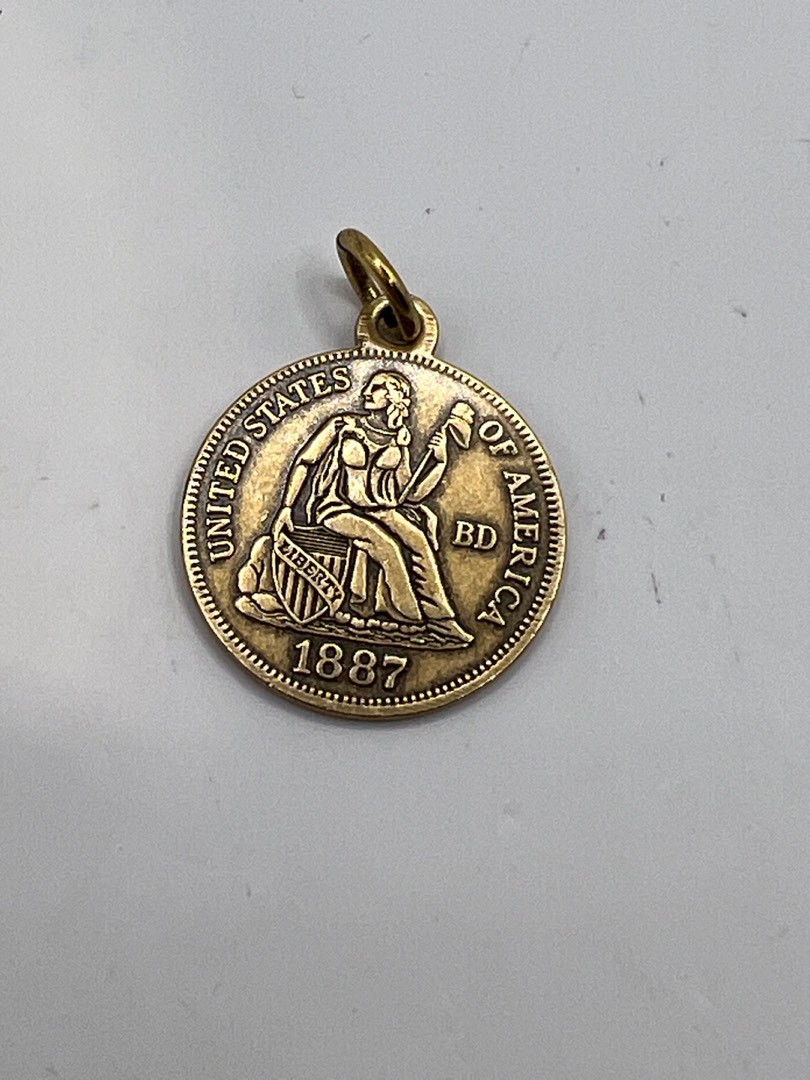 UNITED STATES OF AMERICA
BD
LIBERTY
1887